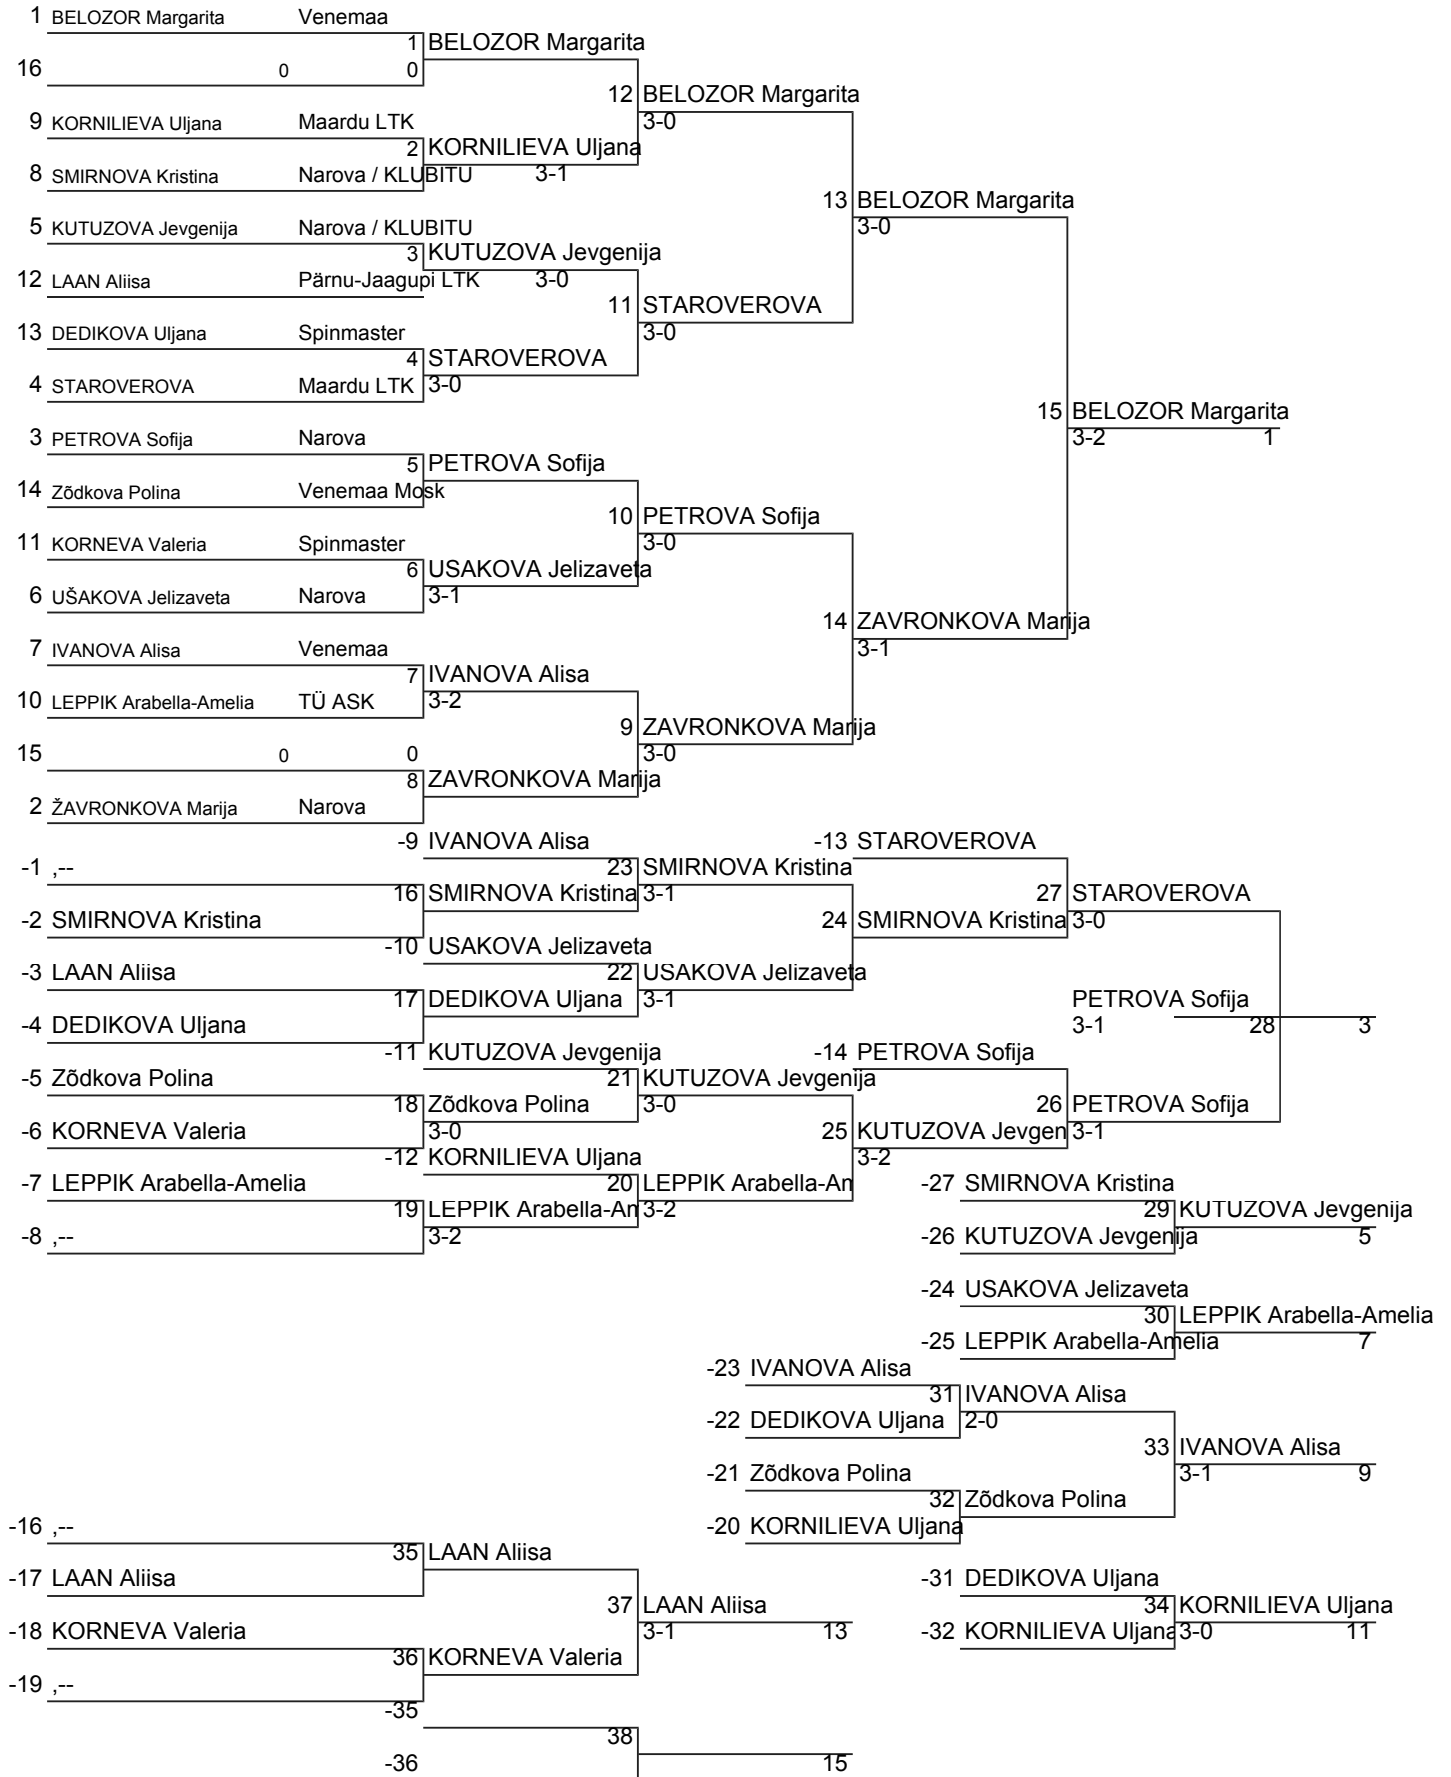 1 BELOZOR Margarita Venemaa
1 BELOZOR Margarita
16 0 0
12 BELOZOR Margarita
9 KORNILIEVA Uljana Maardu LTK 3-0
2 KORNILIEVA Uljana
8 SMIRNOVA Kristina Narova / KLUBITU 3-1
13 BELOZOR Margarita
5 KUTUZOVA Jevgenija Narova / KLUBITU 3-0
3 KUTUZOVA Jevgenija
12 LAAN Aliisa Pärnu-Jaagupi LTK 3-0
11 STAROVEROVA
13 DEDIKOVA Uljana Spinmaster 3-0
4 STAROVEROVA
4 STAROVEROVA Maardu LTK 3-0
15 BELOZOR Margarita
3 PETROVA Sofija Narova 3-2 1
5 PETROVA Sofija
14 Zõdkova Polina Venemaa Mosk
10 PETROVA Sofija
11 KORNEVA Valeria Spinmaster 3-0
6 USAKOVA Jelizaveta
6 UŠAKOVA Jelizaveta Narova 3-1
14 ZAVRONKOVA Marija
7 IVANOVA Alisa Venemaa 3-1
7 IVANOVA Alisa
10 LEPPIK Arabella-Amelia TÜ ASK 3-2
9 ZAVRONKOVA Marija
15 0 0 3-0
8 ZAVRONKOVA Marija
2 ŽAVRONKOVA Marija Narova
-9 IVANOVA Alisa -13 STAROVEROVA
-1 ,-- 23 SMIRNOVA Kristina
16 SMIRNOVA Kristina 3-1 27 STAROVEROVA
-2 SMIRNOVA Kristina 24 SMIRNOVA Kristina 3-0
-10 USAKOVA Jelizaveta
-3 LAAN Aliisa 22 USAKOVA Jelizaveta
17 DEDIKOVA Uljana 3-1 PETROVA Sofija
-4 DEDIKOVA Uljana 3-1 28 3
-11 KUTUZOVA Jevgenija -14 PETROVA Sofija
-5 Zõdkova Polina 21 KUTUZOVA Jevgenija
18 Zõdkova Polina 3-0 26 PETROVA Sofija
-6 KORNEVA Valeria 3-0 25 KUTUZOVA Jevgen 3-1
-12 KORNILIEVA Uljana 3-2
-7 LEPPIK Arabella-Amelia 20 LEPPIK Arabella-Am -27 SMIRNOVA Kristina
19 LEPPIK Arabella-Am 3-2 29 KUTUZOVA Jevgenija
-8 ,-- 3-2 -26 KUTUZOVA Jevgenija 5
-24 USAKOVA Jelizaveta
30 LEPPIK Arabella-Amelia
-25 LEPPIK Arabella-Amelia 7
-23 IVANOVA Alisa
31 IVANOVA Alisa
-22 DEDIKOVA Uljana 2-0
33 IVANOVA Alisa
-21 Zõdkova Polina 3-1 9
32 Zõdkova Polina
-16 ,-- -20 KORNILIEVA Uljana
35 LAAN Aliisa
-17 LAAN Aliisa -31 DEDIKOVA Uljana
37 LAAN Aliisa 34 KORNILIEVA Uljana
-18 KORNEVA Valeria 3-1 13 -32 KORNILIEVA Uljana 3-0 11
36 KORNEVA Valeria
-19 ,--
-35
38
-36 15